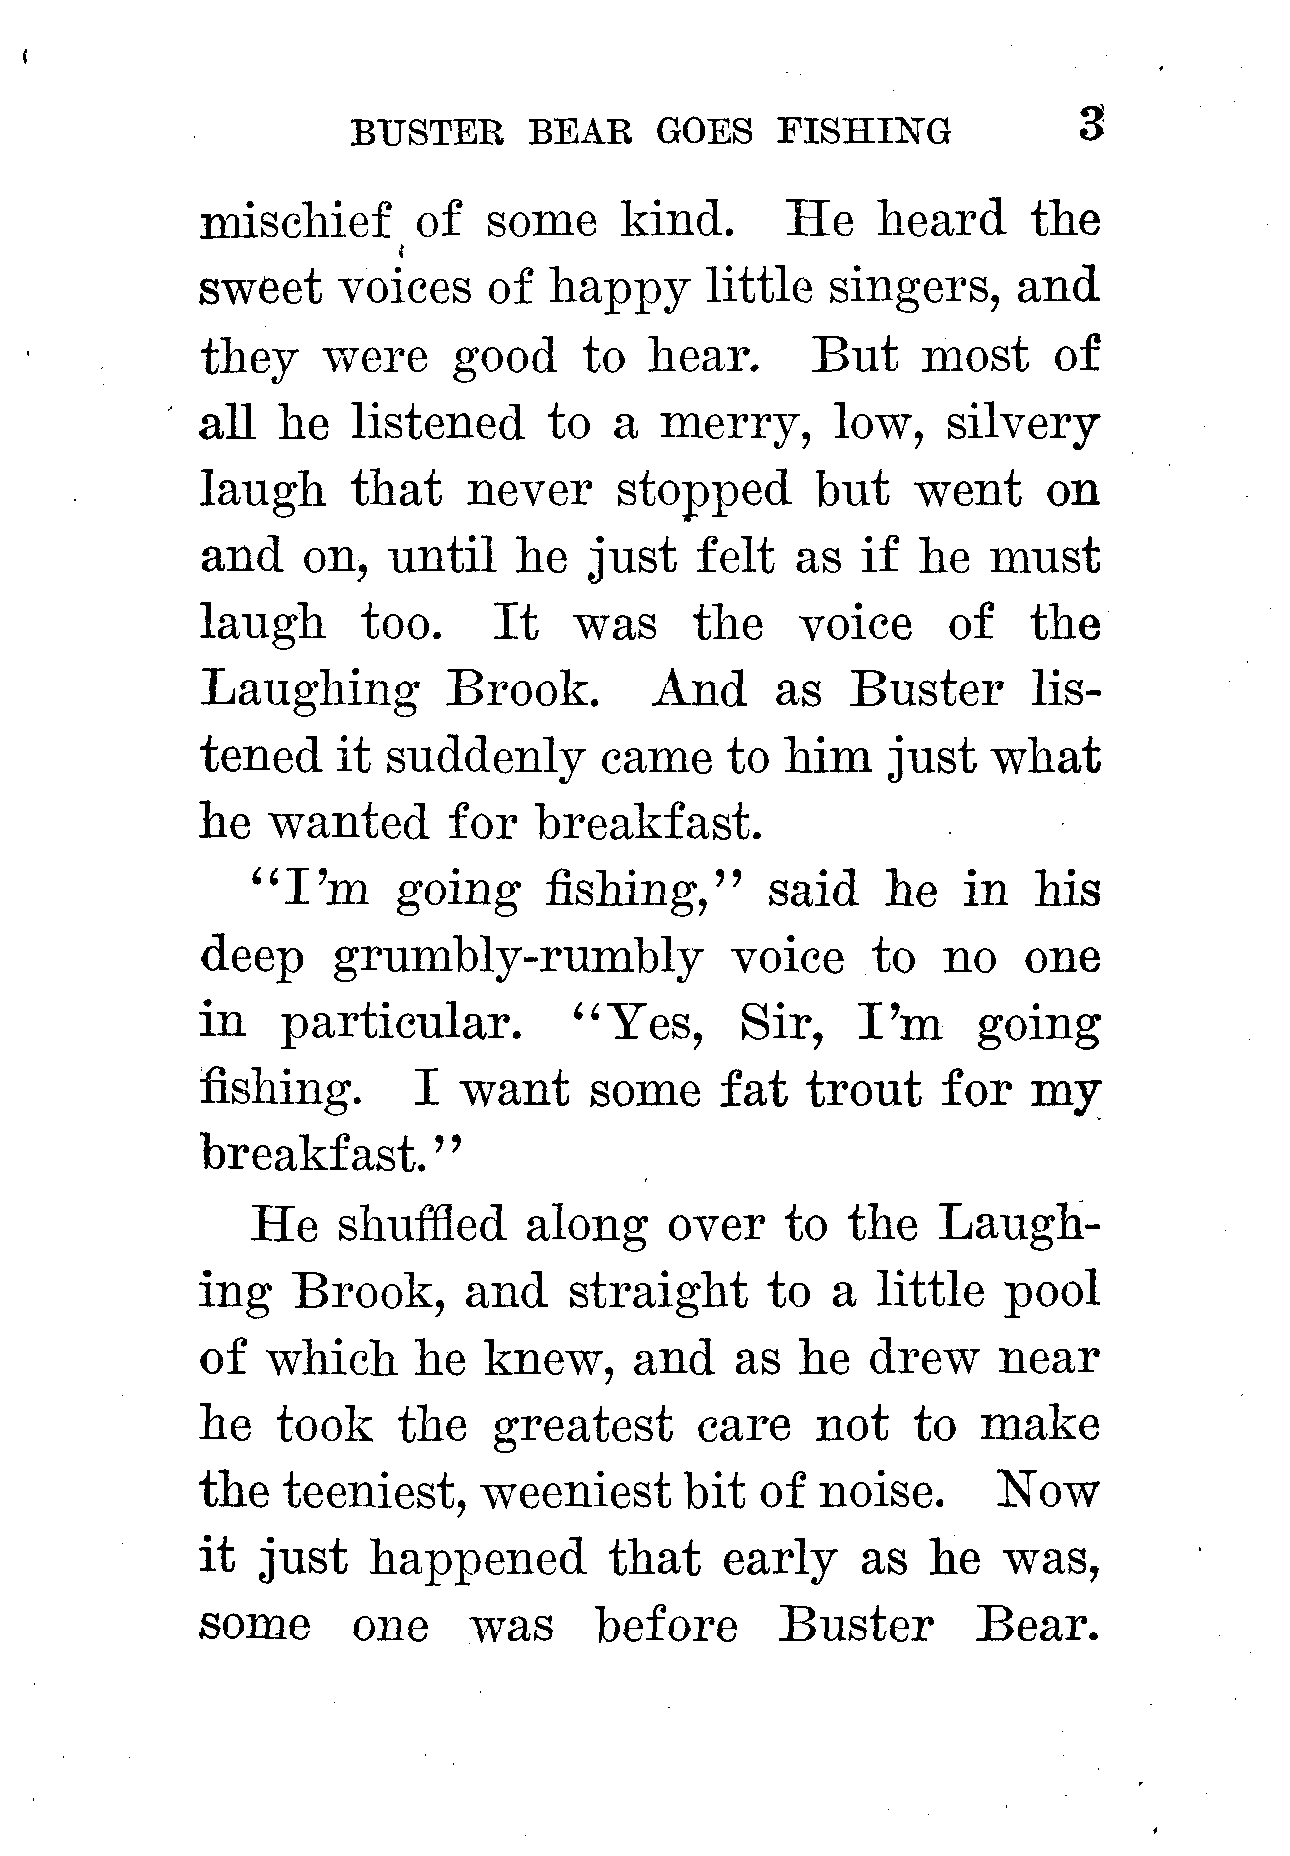 BUSTER BEAR GOES FISHING 3
mischief of some kind. He heard the
sweet voices of happy little singers, and
they were good to hear. But most of
all he listened to a merry, low, silvery
laugh that never stopped but went on
and on, until he just felt as if he must
laugh too. It was the voice of the
Laughing Brook. And as Buster lis-
tened it suddenly came to him just what
he wanted for breakfast.
“I’m going fishing,” said he in his
deep grumbly-rumbly voice to no one
in particular. “Yes, Sir, I’m going
fishing. I want some fat trout for my
breakfast.”
He shuffled along over to the Laugh-
ing Brook, and straight to a little pool
of which he knew, and as he drew near
he took the greatest care not to make
the teeniest, weeniest bit of noise. Now
it just happened that early as he was,
some one was before Buster Bear.